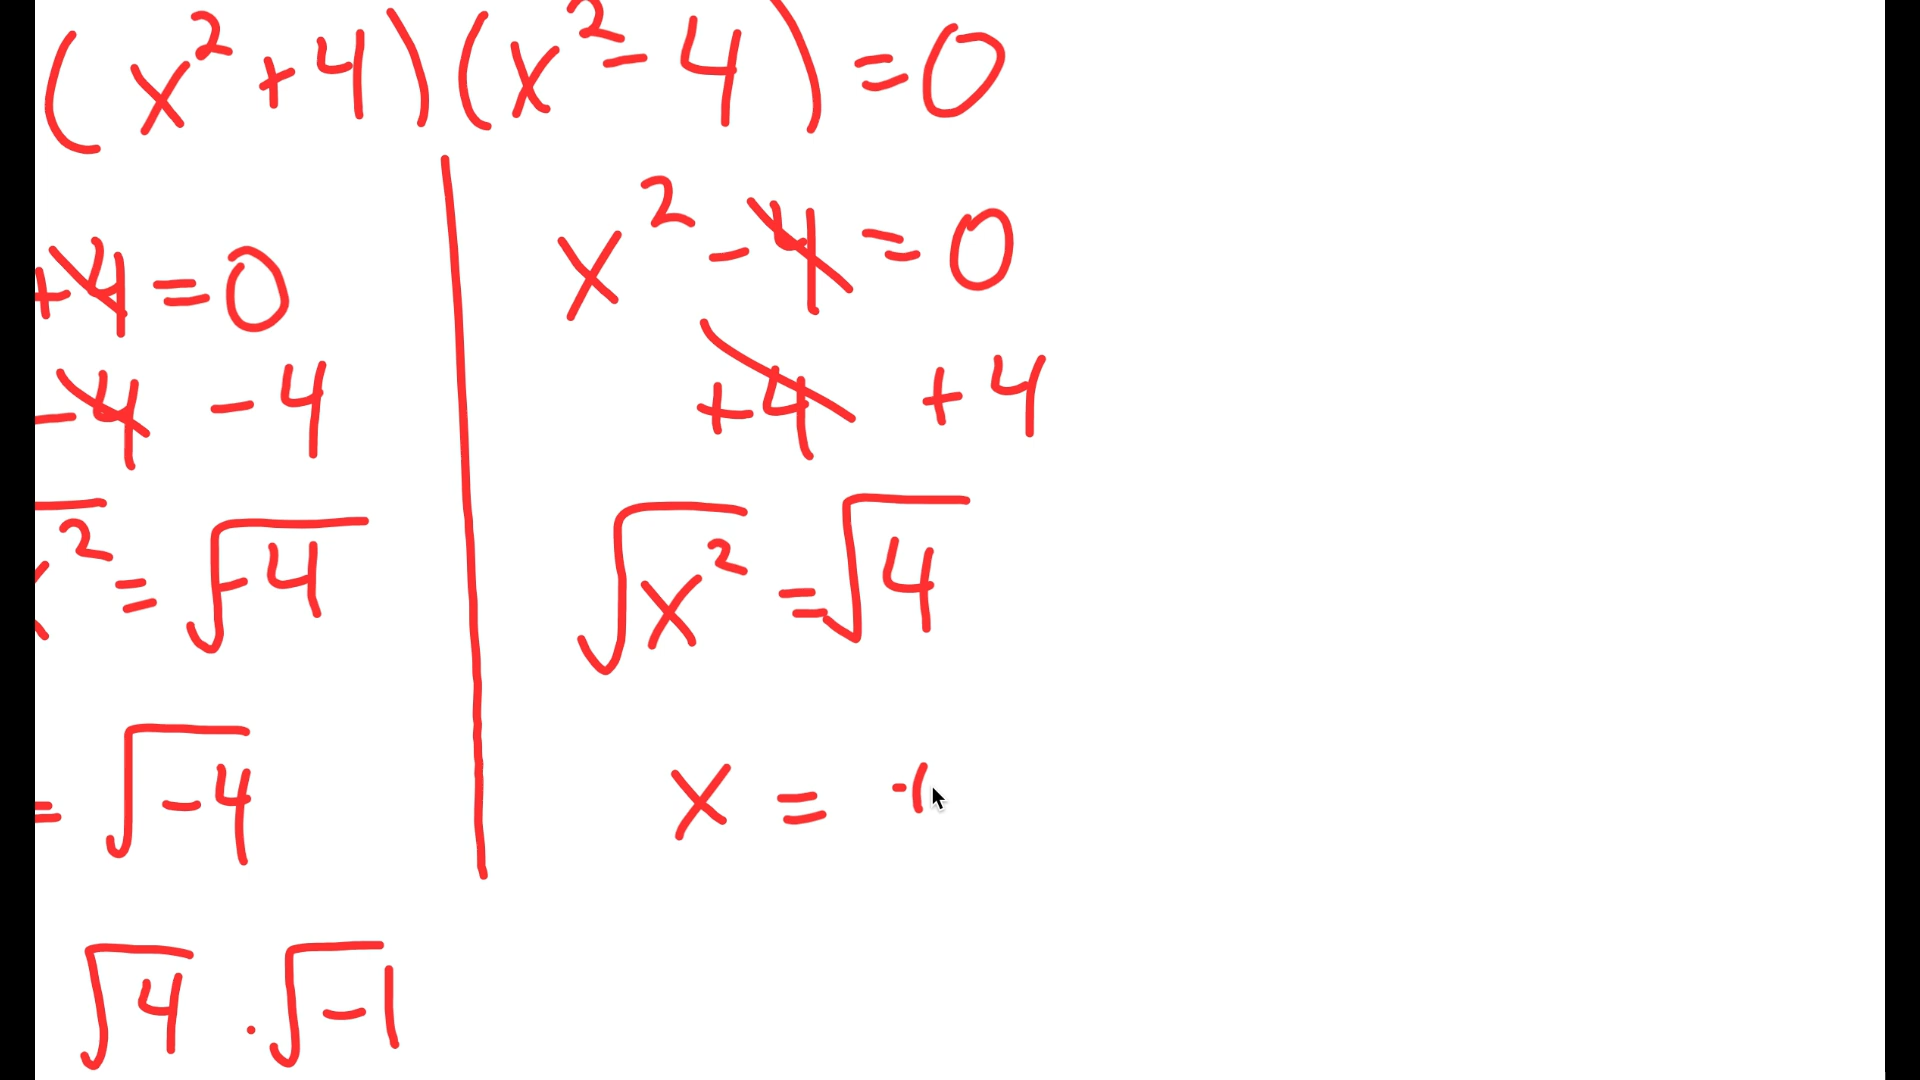 (x²+4)(x²-4)=0
+4=0
-4 -4
x²=√-4
=√-4
√4 · √-1
x²-4=0
+4 +4
√x²=√4
x=